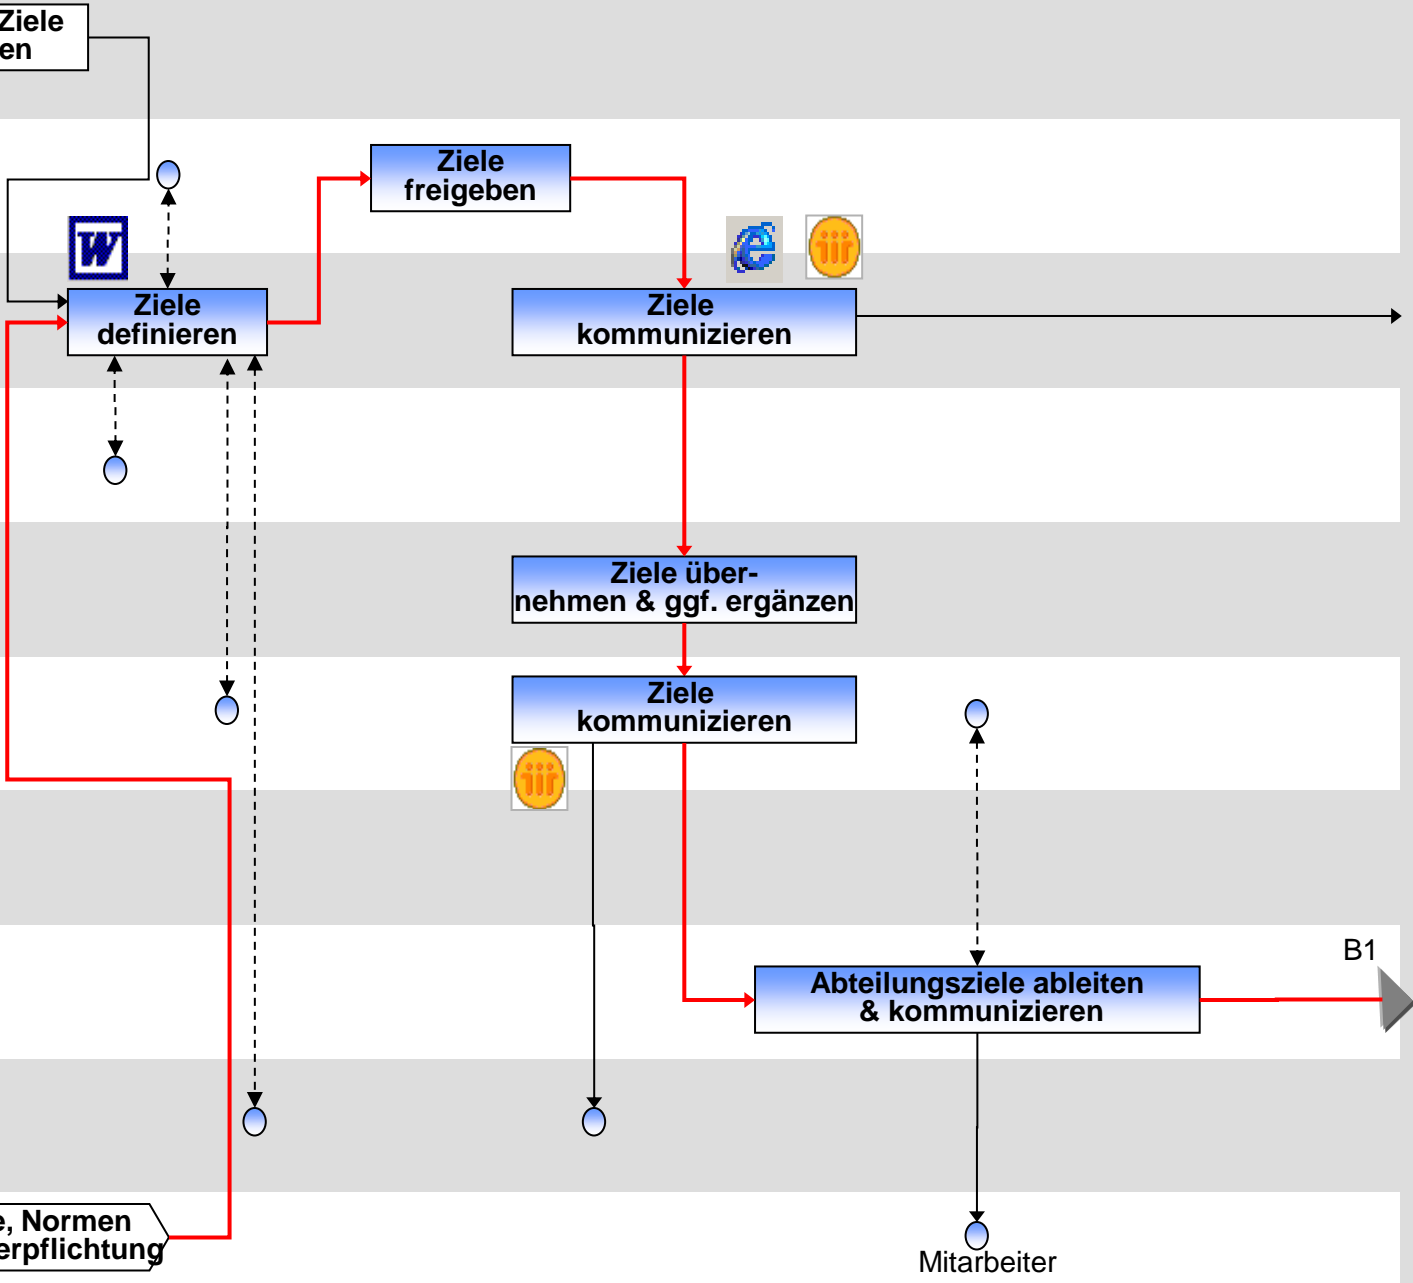 Ziele
en
Ziele
freigeben
W
Ziele
definieren
Ziele
kommunizieren
Ziele über-
nehmen & ggf. ergänzen
Ziele
kommunizieren
B1
Abteilungsziele ableiten
& kommunizieren
e, Normen
erpflichtung
Mitarbeiter